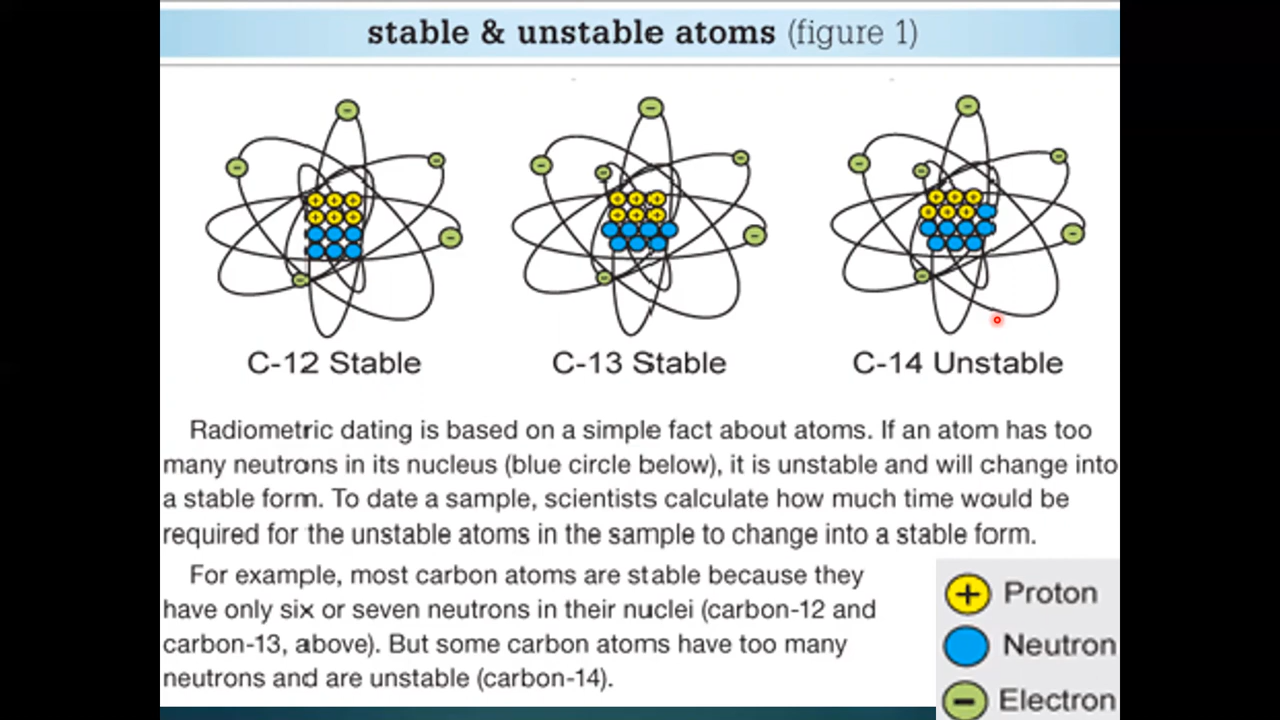 stable & unstable atoms (figure 1)
C-12 Stable
C-13 Stable
C-14 Unstable
Radiometric dating is based on a simple fact about atoms. If an atom has too
many neutrons in its nucleus (blue circle below), it is unstable and will change into
a stable form. To date a sample, scientists calculate how much time would be
required for the unstable atoms in the sample to change into a stable form.
For example, most carbon atoms are stable because they
have only six or seven neutrons in their nuclei (carbon-12 and
carbon-13, above). But some carbon atoms have too many
neutrons and are unstable (carbon-14).
Proton
Neutron
Electron